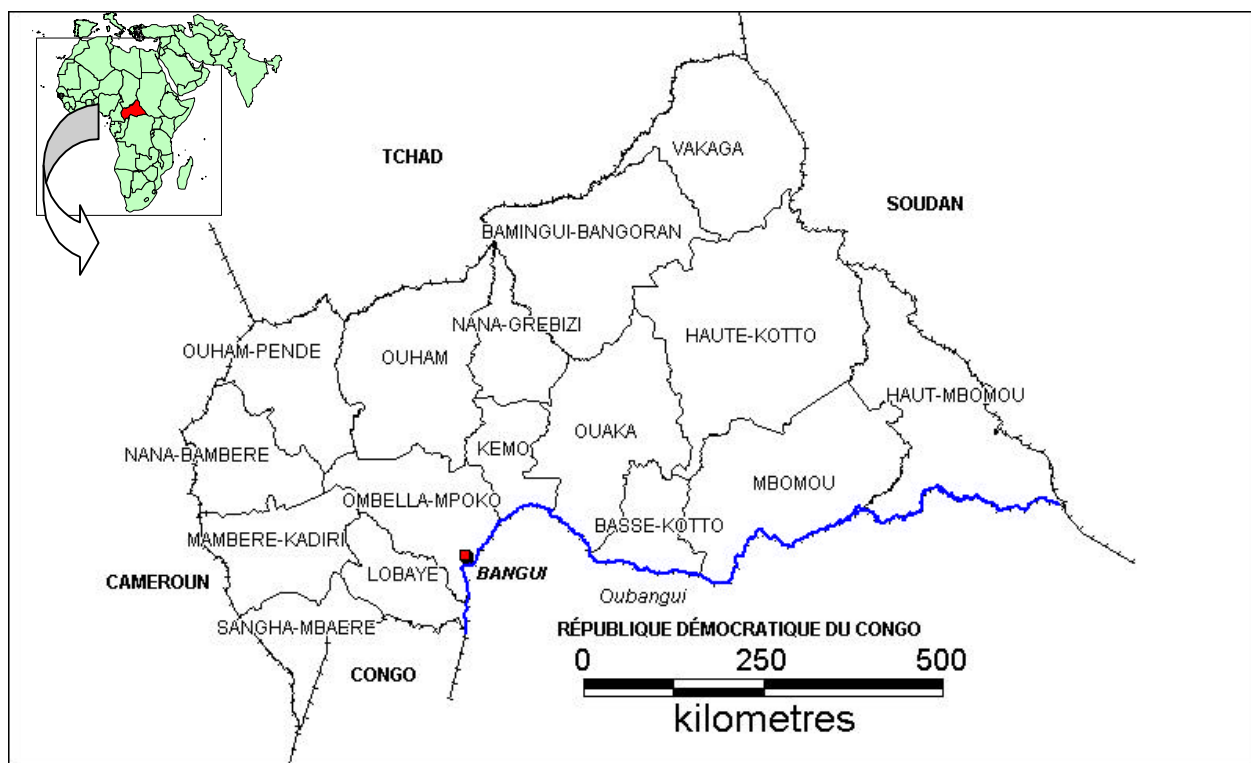 TCHAD
VAKAGA
SOUDAN
BAMINGUI-BANGORAN
NANA-GREBIZI
HAUTE-KOTTO
OUHAM-PENDE
OUHAM
HAUT-MBOMOU
OUAKA
KEMO
NANA-BAMBERE
MBOMOU
OMBELLA-MPOKO
BASSE-KOTTO
MAMBERE-KADIRI
LOBAYE
BANGUI
CAMEROUN
Oubangui
SANGHA-MBAERE
RÉPUBLIQUE DÉMOCRATIQUE DU CONGO
CONGO
0 250 500
kilometres